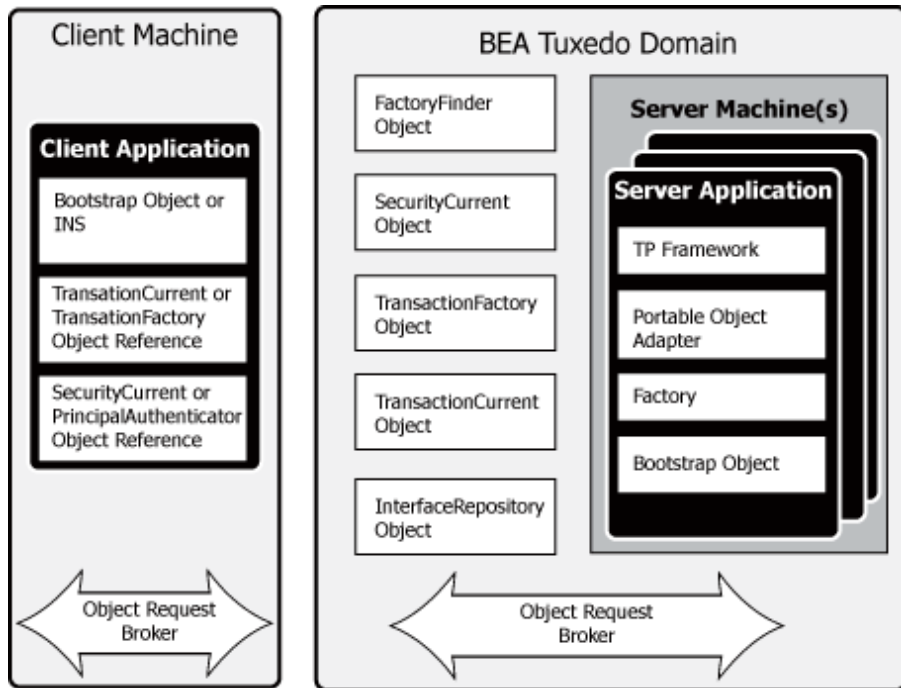 Client Machine
Client Application
Bootstrap Object or
INS
TransationCurrent or
TransationFactory
Object Reference
SecurityCurrent or
PrincipalAuthenticator
Object Reference
Object Request
Broker
BEA Tuxedo Domain
FactoryFinder
Object
SecurityCurrent
Object
TransactionFactory
Object
TransactionCurrent
Object
InterfaceRepository
Object
Server Machine(s)
Server Application
TP Framework
Portable Object
Adapter
Factory
Bootstrap Object
Object Request
Broker